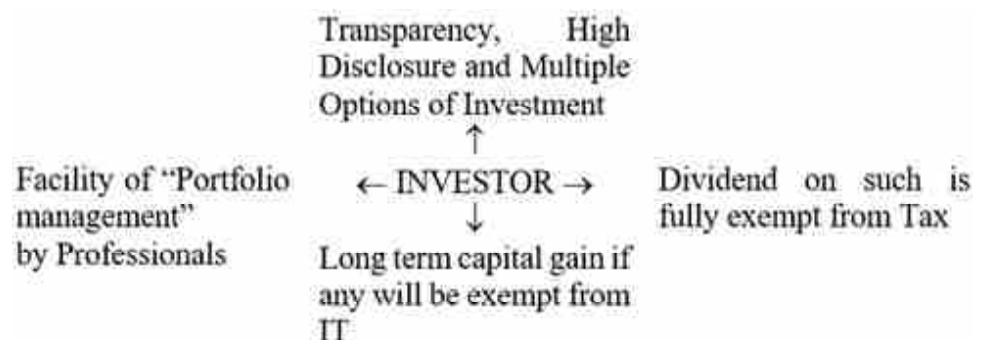 Transparency, High
Disclosure and Multiple
Options of Investment
↑
Facility of “Portfolio
management”
by Professionals
← INVESTOR →
Dividend on such is
fully exempt from Tax
↓
Long term capital gain if
any will be exempt from
IT